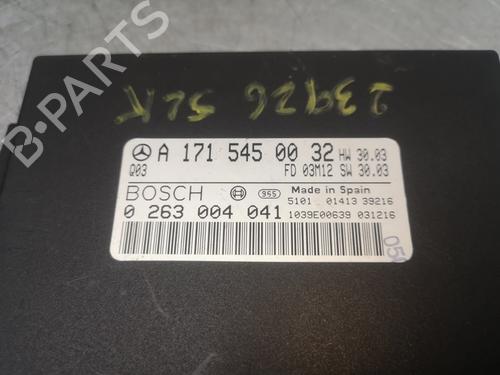 23926 SLK
B-PARTS
A 171 545 00 32 HW 30.03
Q03 FD 03M12 SW 30.03
BOSCH 955 Made in Spain
5101 01413 39216
0 263 004 041 1039E00639 031216
05